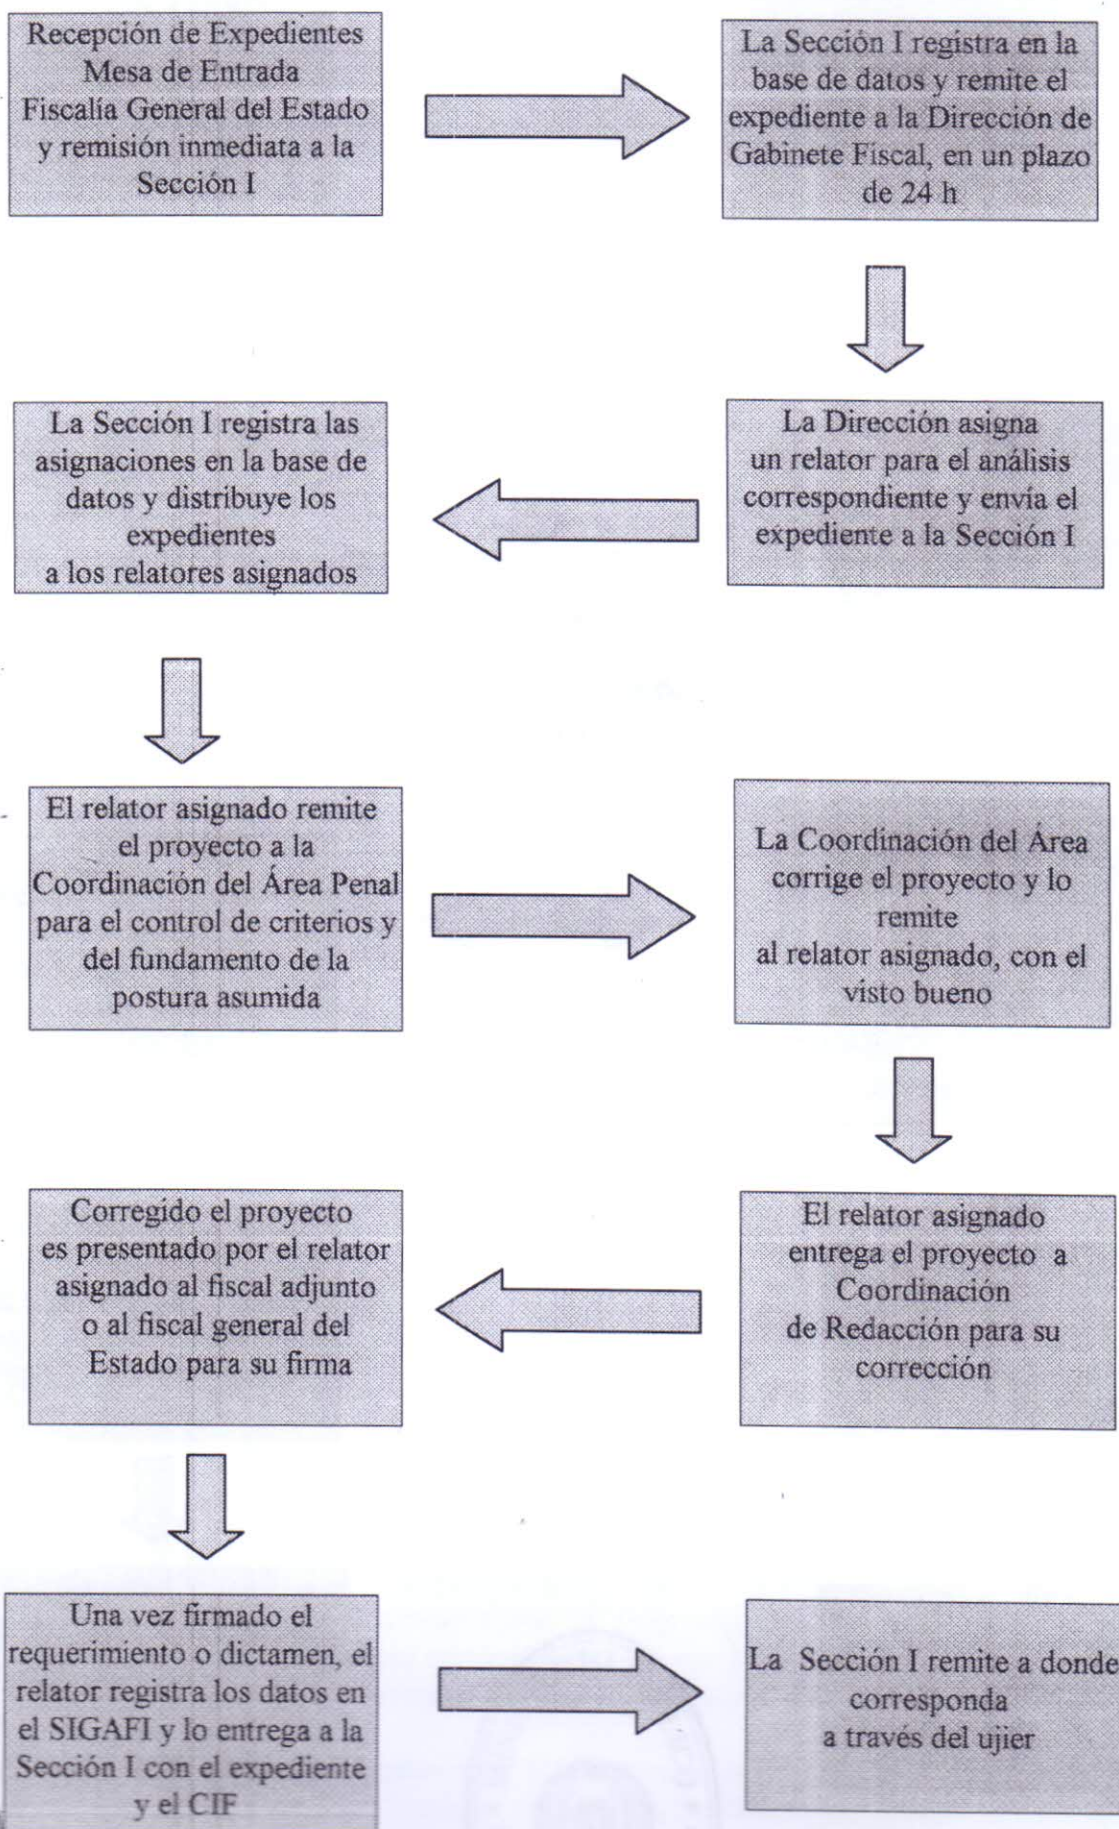 Recepción de Expedientes
Mesa de Entrada
Fiscalía General del Estado
y remisión inmediata a la
Sección I
La Sección I registra en la
base de datos y remite el
expediente a la Dirección de
Gabinete Fiscal, en un plazo
de 24 h
La Dirección asigna
un relator para el análisis
correspondiente y envía el
expediente a la Sección I
La Sección I registra las
asignaciones en la base de
datos y distribuye los
expedientes
a los relatores asignados
El relator asignado remite
el proyecto a la
Coordinación del Área Penal
para el control de criterios y
del fundamento de la
postura asumida
La Coordinación del Área
corrige el proyecto y lo
remite
al relator asignado, con el
visto bueno
El relator asignado
entrega el proyecto a
Coordinación
de Redacción para su
corrección
Corregido el proyecto
es presentado por el relator
asignado al fiscal adjunto
o al fiscal general del
Estado para su firma
Una vez firmado el
requerimiento o dictamen, el
relator registra los datos en
el SIGAFI y lo entrega a la
Sección I con el expediente
y el CIF
La Sección I remite a donde
corresponda
a través del ujier